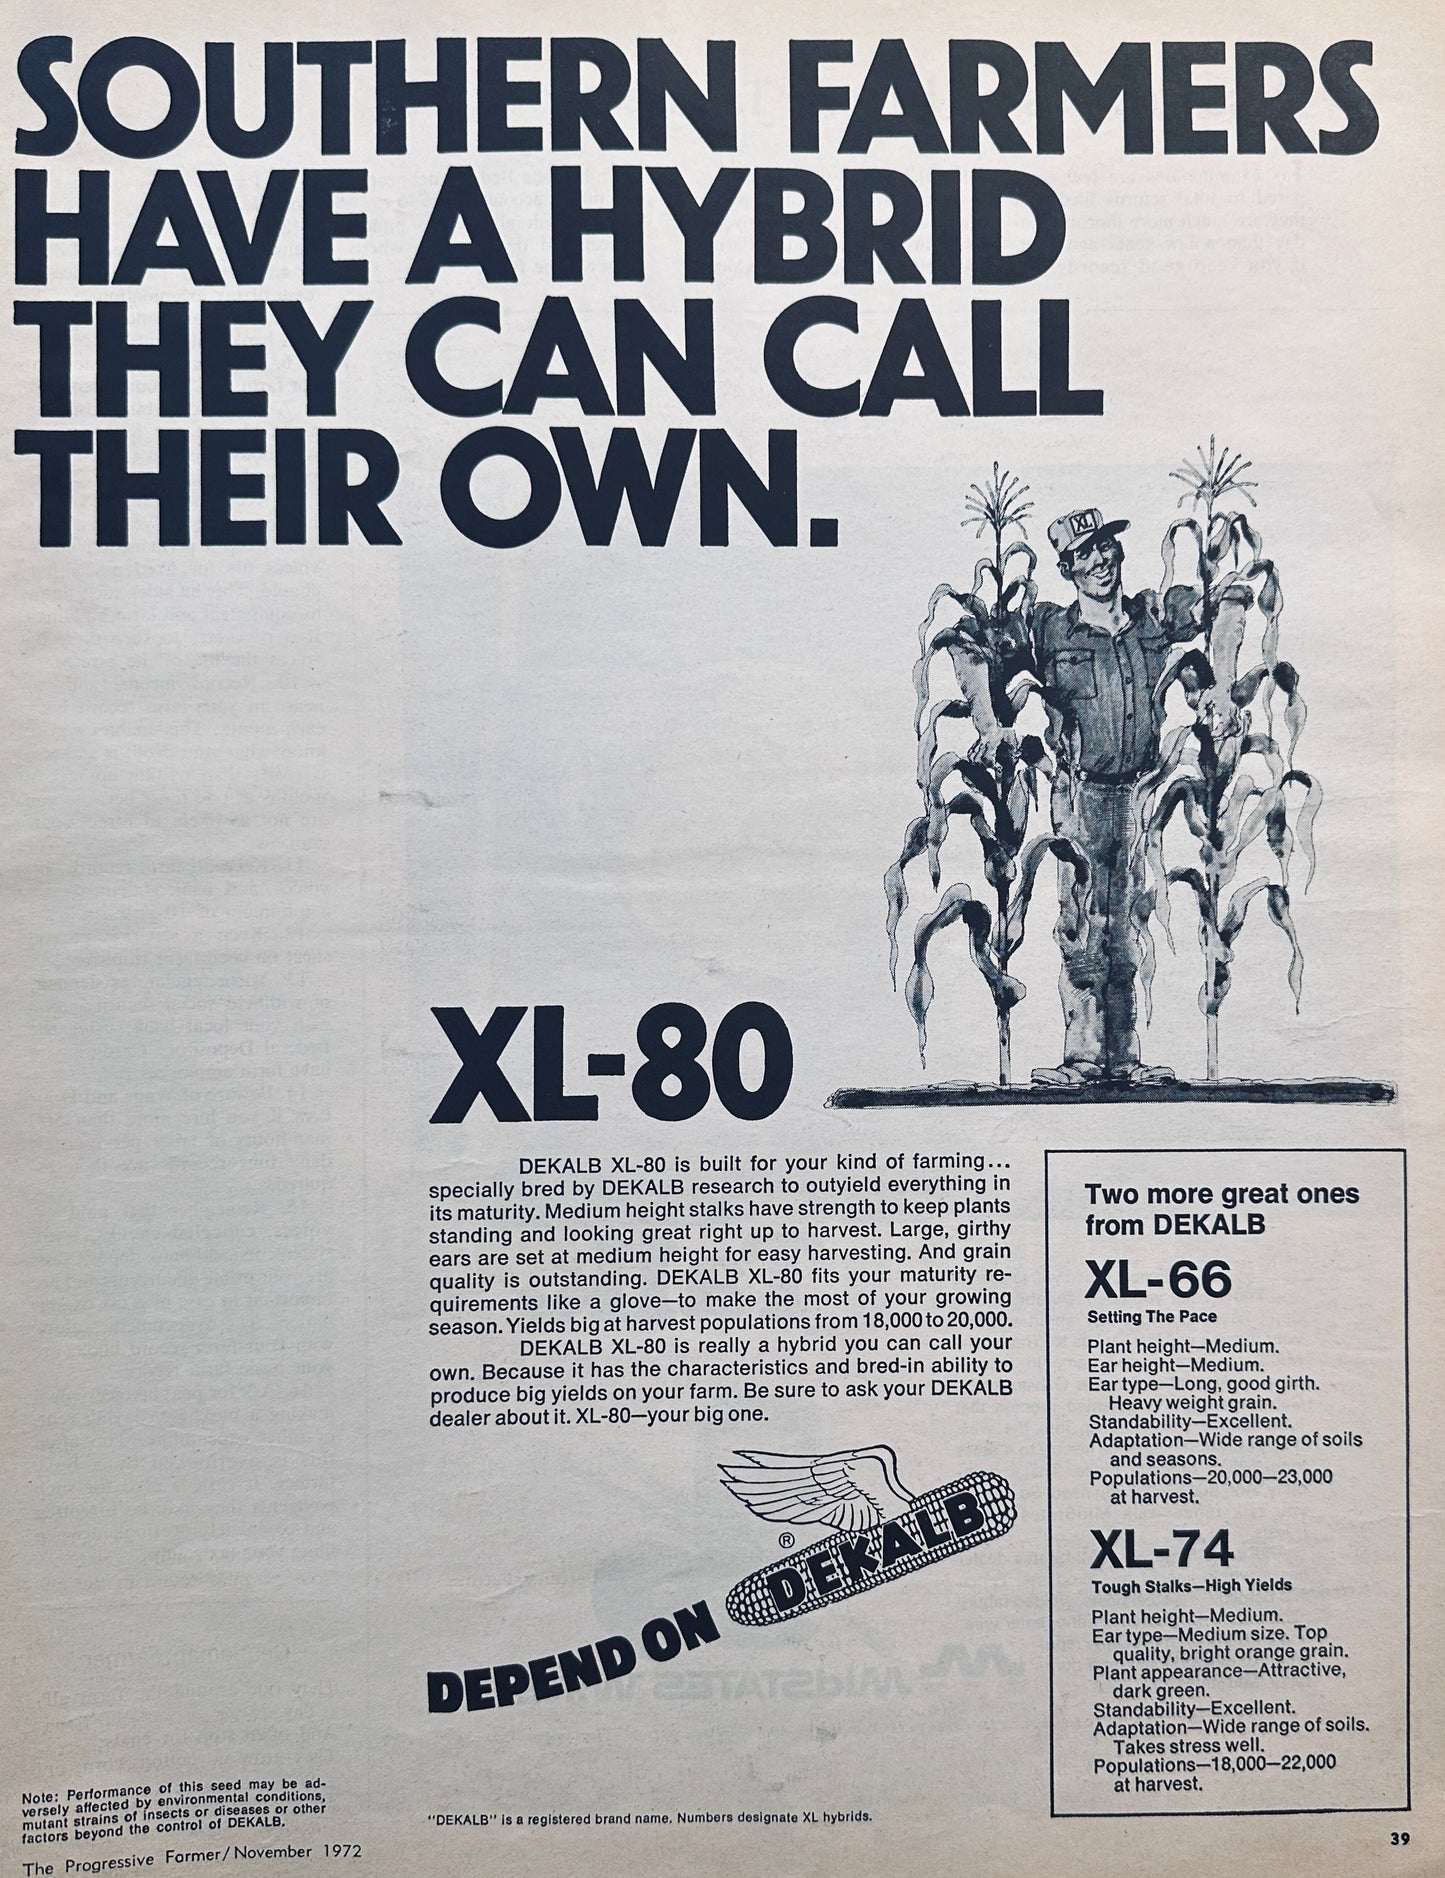 SOUTHERN FARMERS
HAVE A HYBRID
THEY CAN CALL
THEIR OWN.
XL
XL-80
DEKALB XL-80 is built for your kind of farming...
specially bred by DEKALB research to outyield everything in
its maturity. Medium height stalks have strength to keep plants
standing and looking great right up to harvest. Large, girthy
ears are set at medium height for easy harvesting. And grain
quality is outstanding. DEKALB XL-80 fits your maturity re-
quirements like a glove—to make the most of your growing
season. Yields big at harvest populations from 18,000 to 20,000.
DEKALB XL-80 is really a hybrid you can call your
own. Because it has the characteristics and bred-in ability to
produce big yields on your farm. Be sure to ask your DEKALB
dealer about it. XL-80—your big one.
DEPEND ON
DEKALB
®
Two more great ones
from DEKALB
XL-66
Setting The Pace
Plant height—Medium.
Ear height—Medium.
Ear type—Long, good girth.
Heavy weight grain.
Standability—Excellent.
Adaptation—Wide range of soils
and seasons.
Populations—20,000—23,000
at harvest.
XL-74
Tough Stalks—High Yields
Plant height—Medium.
Ear type—Medium size. Top
quality, bright orange grain.
Plant appearance—Attractive,
dark green.
Standability—Excellent.
Adaptation—Wide range of soils.
Takes stress well.
Populations—18,000—22,000
at harvest.
Note: Performance of this seed may be ad-
versely affected by environmental conditions,
mutant strains of insects or diseases or other
factors beyond the control of DEKALB.
"DEKALB" is a registered brand name. Numbers designate XL hybrids.
The Progressive Farmer/November 1972
39